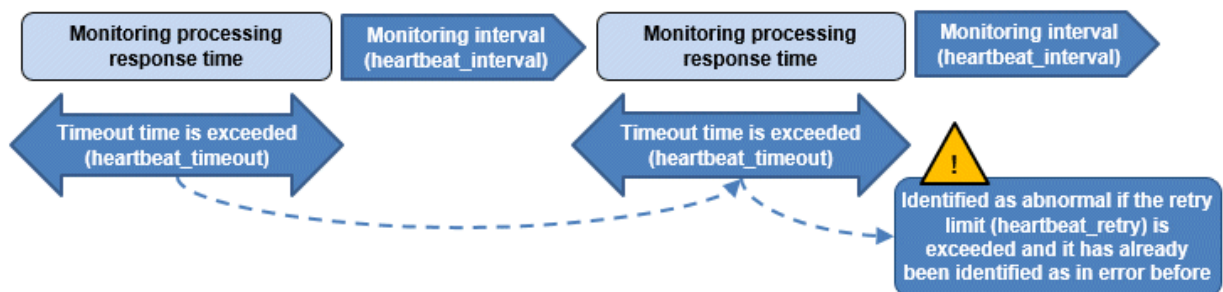 Monitoring processing
response time
Monitoring interval
(heartbeat_interval)
Monitoring processing
response time
Monitoring interval
(heartbeat_interval)
Timeout time is exceeded
(heartbeat_timeout)
Timeout time is exceeded
(heartbeat_timeout)
!
Identified as abnormal if the retry
limit (heartbeat_retry) is
exceeded and it has already
been identified as in error before